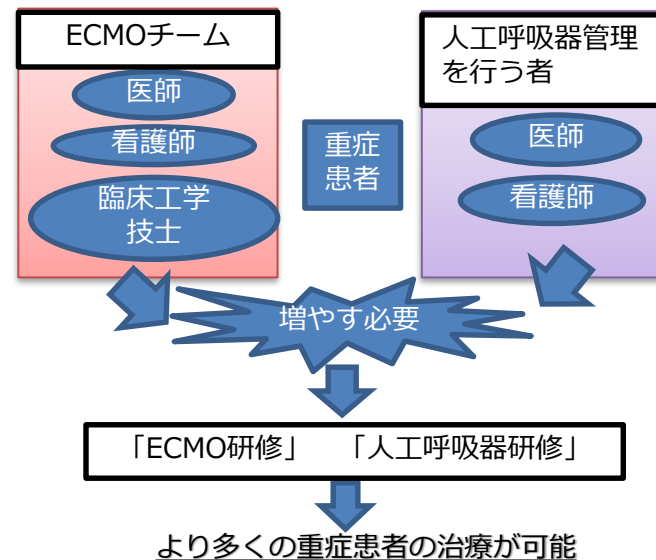 ECMOチーム
医師
看護師
臨床工学
技士
重症
患者
人工呼吸器管理
を行う者
医師
看護師
増やす必要
「ECMO研修」 「人工呼吸器研修」
より多くの重症患者の治療が可能